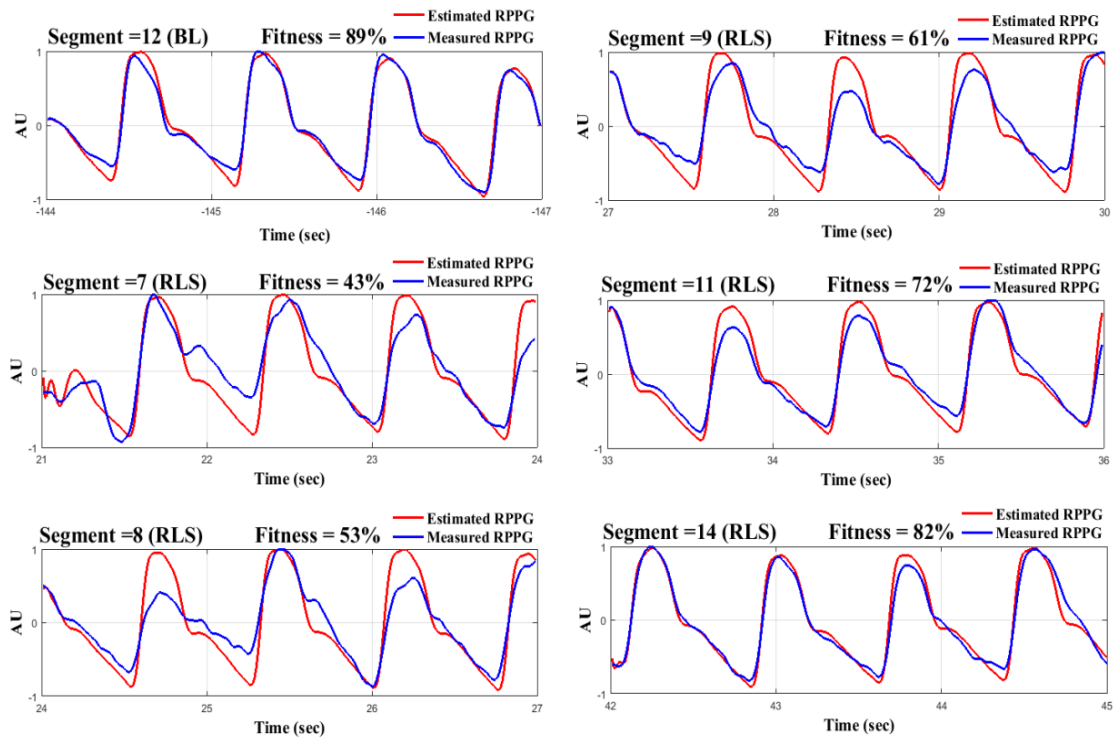 Segment =12 (BL) Fitness = 89%
Estimated RPPG
Measured RPPG
1
0
-1
AU
-144 -145 -146 -147
Time (sec)
Segment =9 (RLS) Fitness = 61%
Estimated RPPG
Measured RPPG
1
0
-1
AU
27 28 29 30
Time (sec)
Segment =7 (RLS) Fitness = 43%
Estimated RPPG
Measured RPPG
1
0
-1
AU
21 22 23 24
Time (sec)
Segment =11 (RLS) Fitness = 72%
Estimated RPPG
Measured RPPG
1
0
-1
AU
33 34 35 36
Time (sec)
Segment =8 (RLS) Fitness = 53%
Estimated RPPG
Measured RPPG
1
0
-1
AU
24 25 26 27
Time (sec)
Segment =14 (RLS) Fitness = 82%
Estimated RPPG
Measured RPPG
1
0
-1
AU
42 43 44 45
Time (sec)